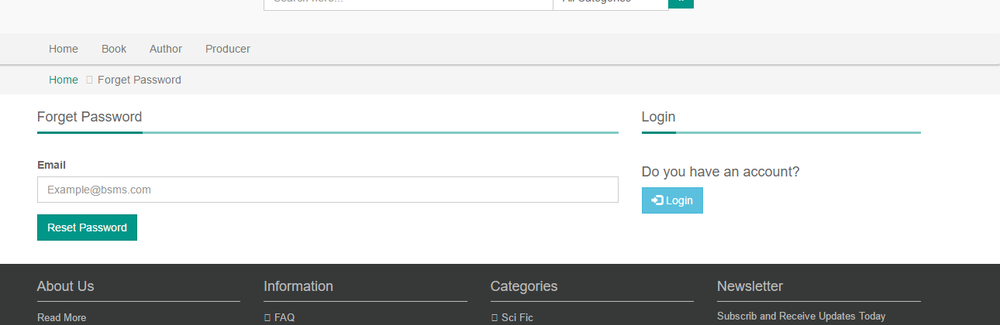 Search here... All Categories
Home Book Author Producer
Home Forget Password
Forget Password
Email
Example@bsms.com
Reset Password
Login
Do you have an account?
Login
About Us
Read More
Information
FAQ
Categories
Sci Fic
Newsletter
Subscrib and Receive Updates Today